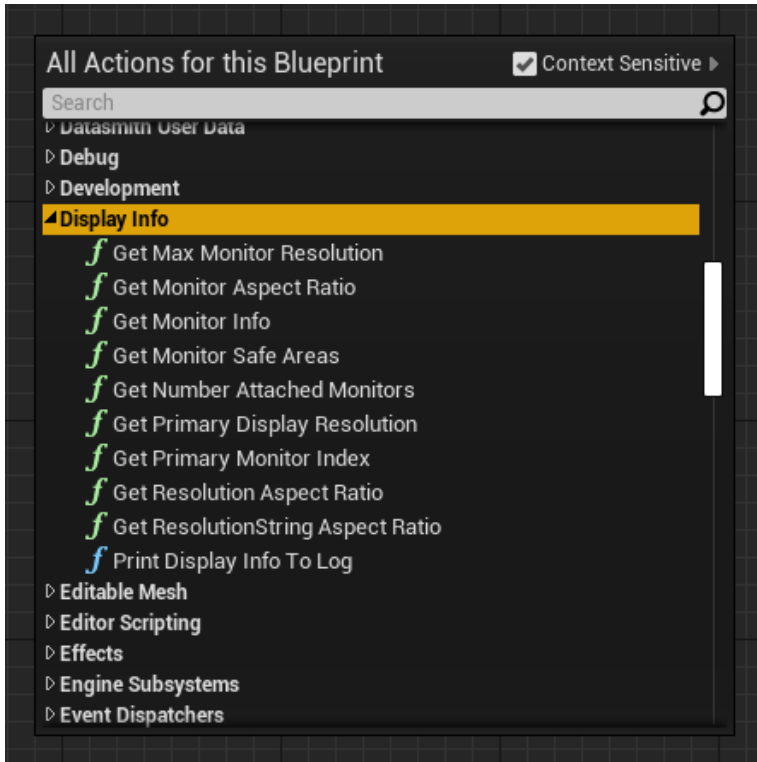 All Actions for this Blueprint Context Sensitive
Search
Datasmith User Data
Debug
Development
Display Info
f Get Max Monitor Resolution
f Get Monitor Aspect Ratio
f Get Monitor Info
f Get Monitor Safe Areas
f Get Number Attached Monitors
f Get Primary Display Resolution
f Get Primary Monitor Index
f Get Resolution Aspect Ratio
f Get ResolutionString Aspect Ratio
f Print Display Info To Log
Editable Mesh
Editor Scripting
Effects
Engine Subsystems
Event Dispatchers